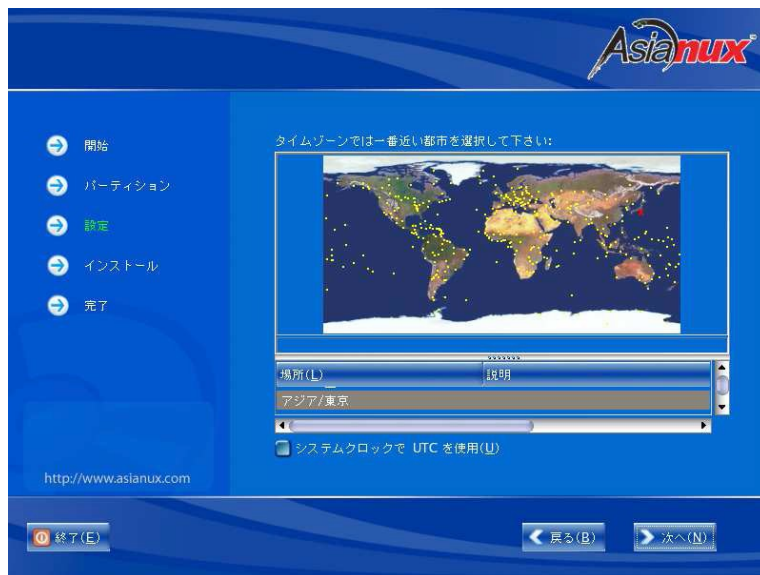 Asianux
開始
パーティション
設定
インストール
完了
タイムゾーンでは一番近い都市を選択して下さい:
場所(L)
説明
アジア/東京
システムクロックで UTC を使用(U)
http://www.asianux.com
終了(E)
戻る(B)
次へ(N)